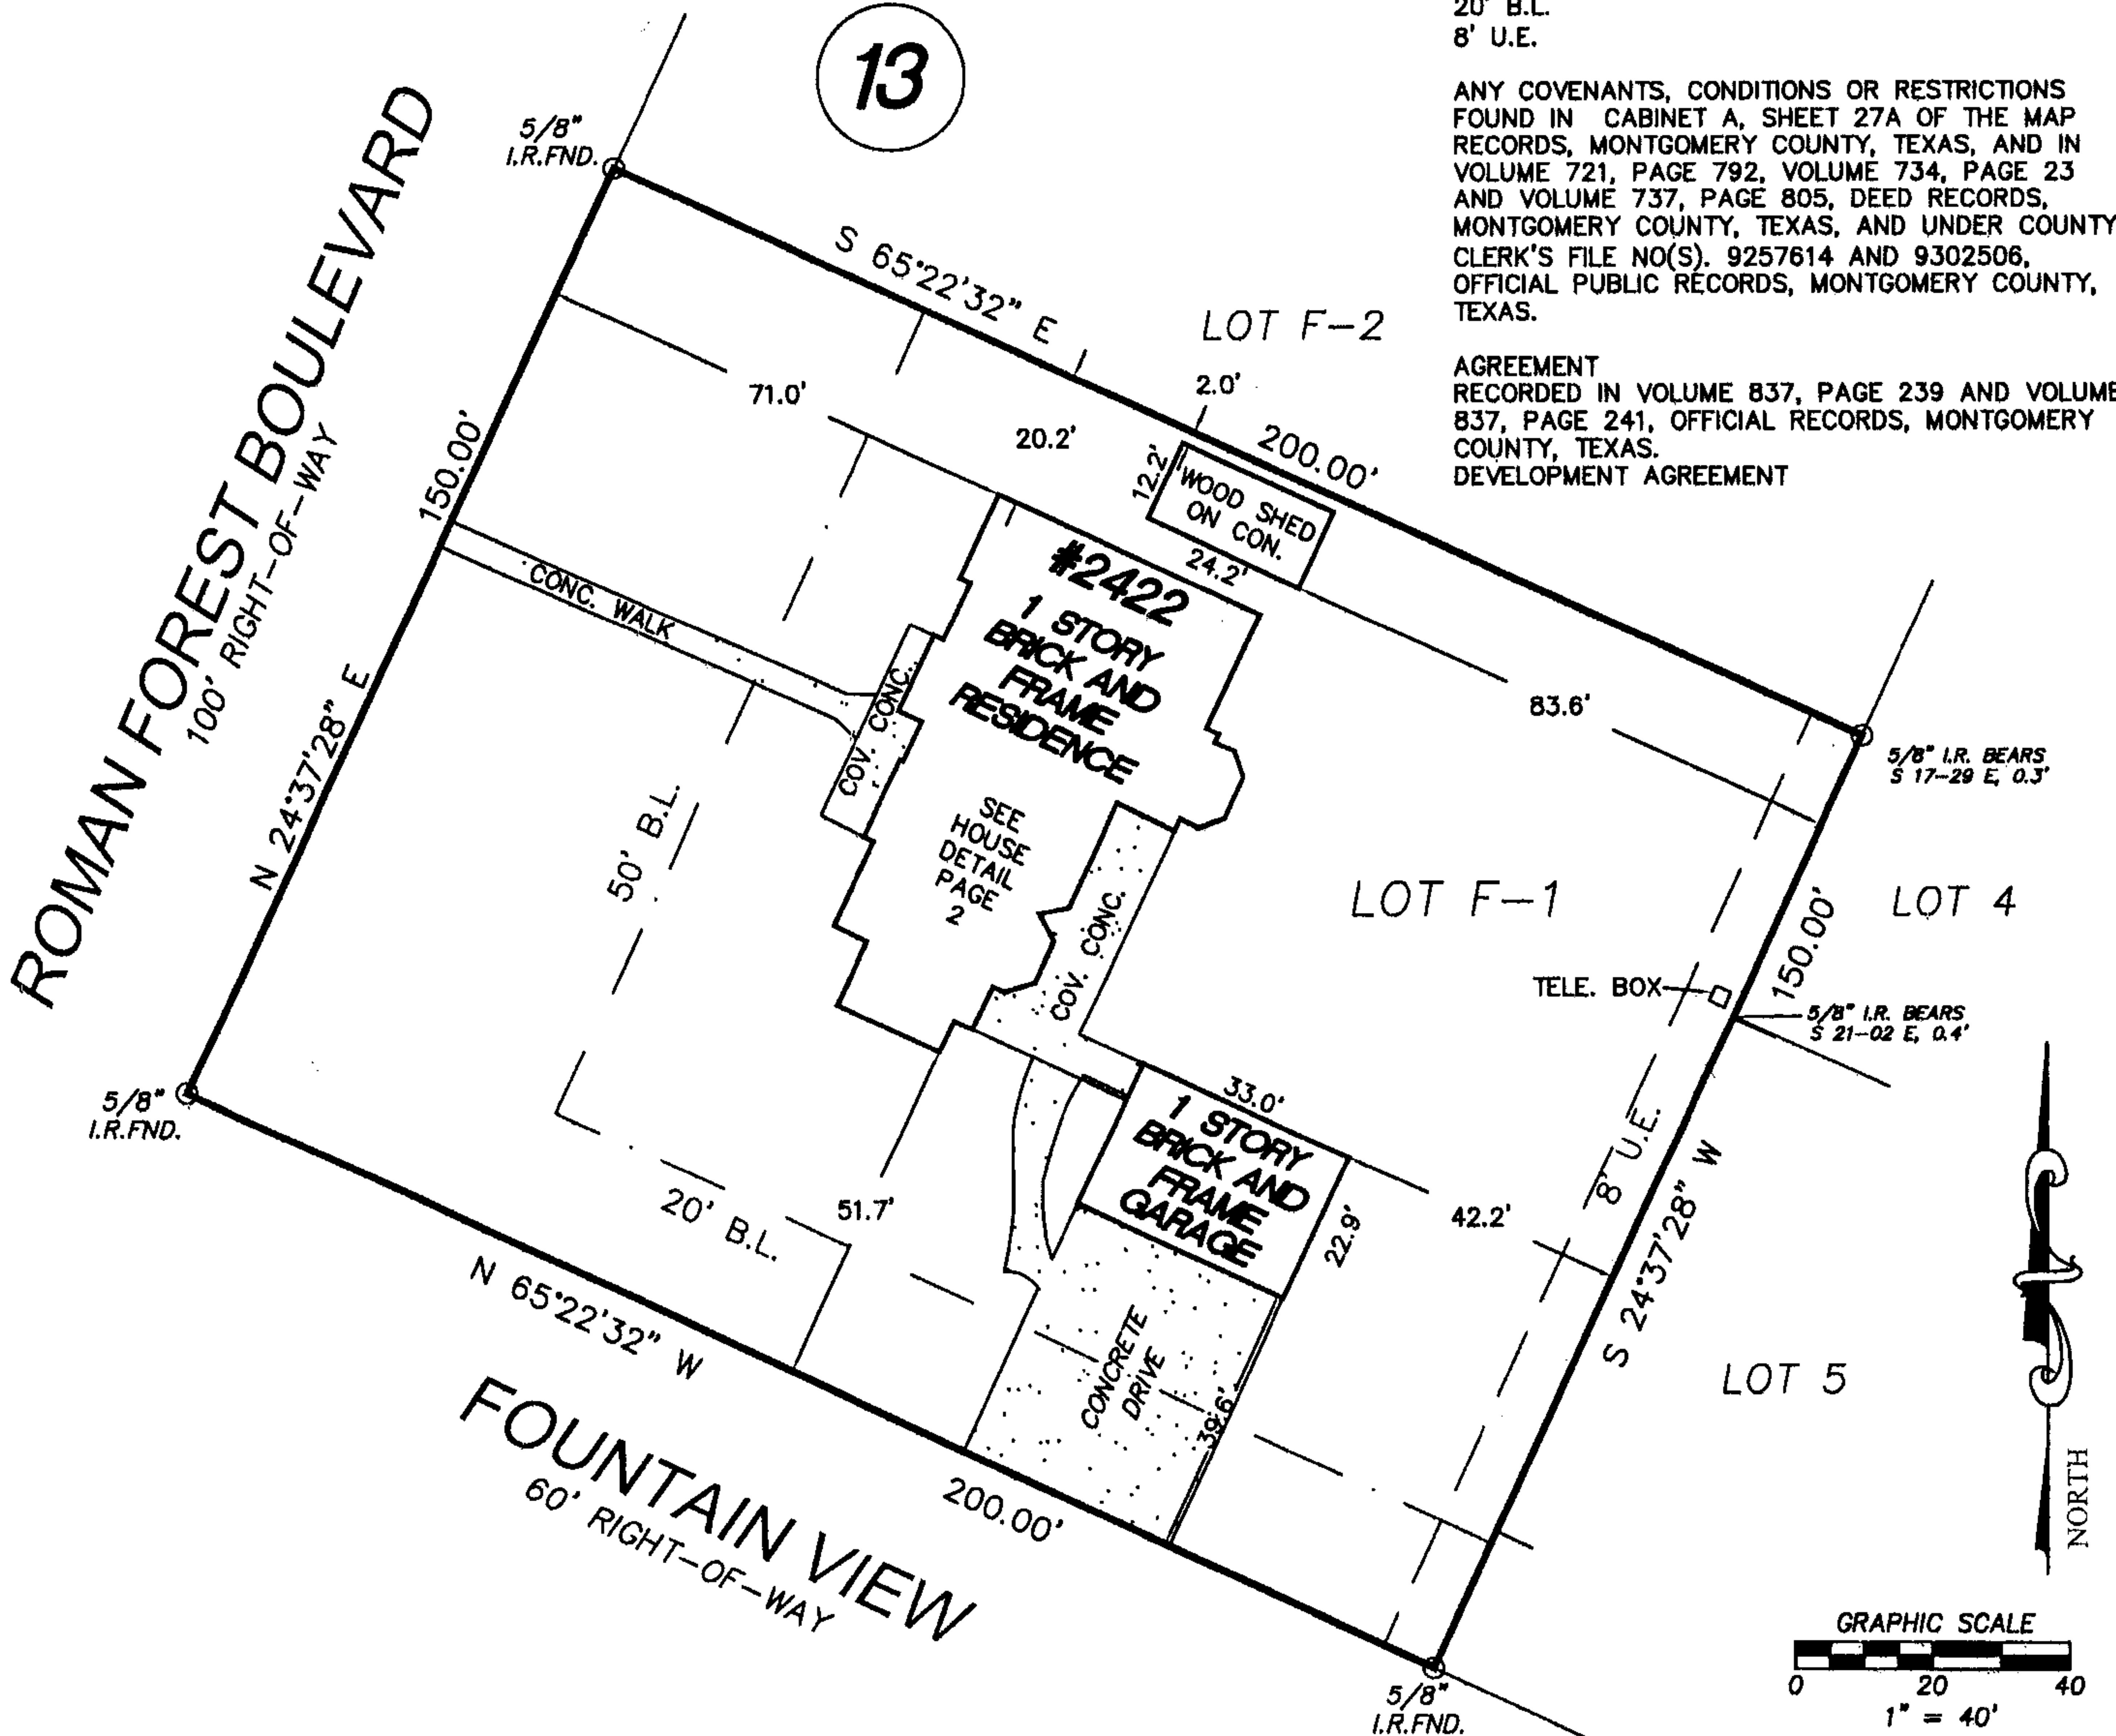 20' B.L.
8' U.E.
ANY COVENANTS, CONDITIONS OR RESTRICTIONS
FOUND IN CABINET A, SHEET 27A OF THE MAP
RECORDS, MONTGOMERY COUNTY, TEXAS, AND IN
VOLUME 721, PAGE 792, VOLUME 734, PAGE 23
AND VOLUME 737, PAGE 805, DEED RECORDS,
MONTGOMERY COUNTY, TEXAS, AND UNDER COUNTY
CLERK'S FILE NO(S). 9257614 AND 9302506,
OFFICIAL PUBLIC RECORDS, MONTGOMERY COUNTY,
TEXAS.
AGREEMENT
RECORDED IN VOLUME 837, PAGE 239 AND VOLUME
837, PAGE 241, OFFICIAL RECORDS, MONTGOMERY
COUNTY, TEXAS.
DEVELOPMENT AGREEMENT
13
5/8"
I.R.FND.
S 65°22'32" E
LOT F-2
200.00'
2.0'
71.0'
20.2'
12.2'
WOOD SHED
ON CON.
24.2'
ROMAN FOREST BOULEVARD
100' RIGHT-OF-WAY
150.00'
N 24°37'28" E
CONC. WALK
COV. CONC.
#2422
1 STORY
BRICK AND
FRAME
RESIDENCE
SEE
HOUSE
DETAIL
PAGE
2
83.6'
5/8" I.R. BEARS
S 17-29 E, 0.3'
50' B.L.
COV. CONC.
LOT F-1
LOT 4
150.00'
TELE. BOX
5/8" I.R. BEARS
S 21-02 E, 0.4'
5/8"
I.R.FND.
33.0'
1 STORY
BRICK AND
FRAME
GARAGE
22.9'
42.2'
8' U.E.
S 24°37'28" W
20' B.L.
51.7'
N 65°22'32" W
CONCRETE
DRIVE
39.6'
LOT 5
FOUNTAIN VIEW
60' RIGHT-OF-WAY
200.00'
5/8"
I.R.FND.
NORTH
GRAPHIC SCALE
0 20 40
1" = 40'